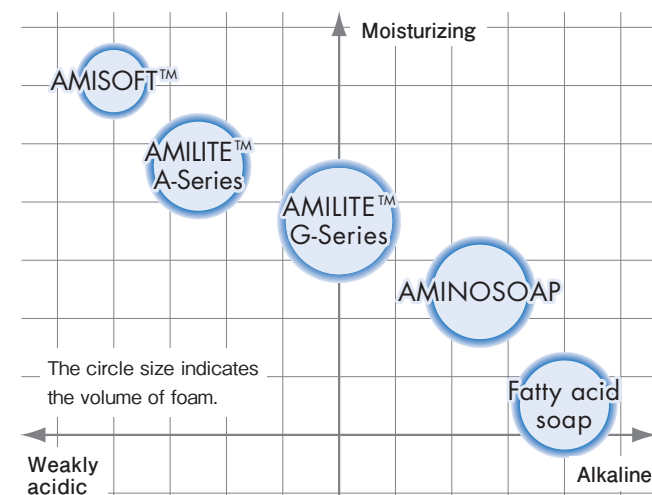 Moisturizing
AMISOFT™
AMILITE™
A-Series
AMILITE™
G-Series
AMINOSOAP
The circle size indicates
the volume of foam.
Fatty acid
soap
Weakly
acidic
Alkaline